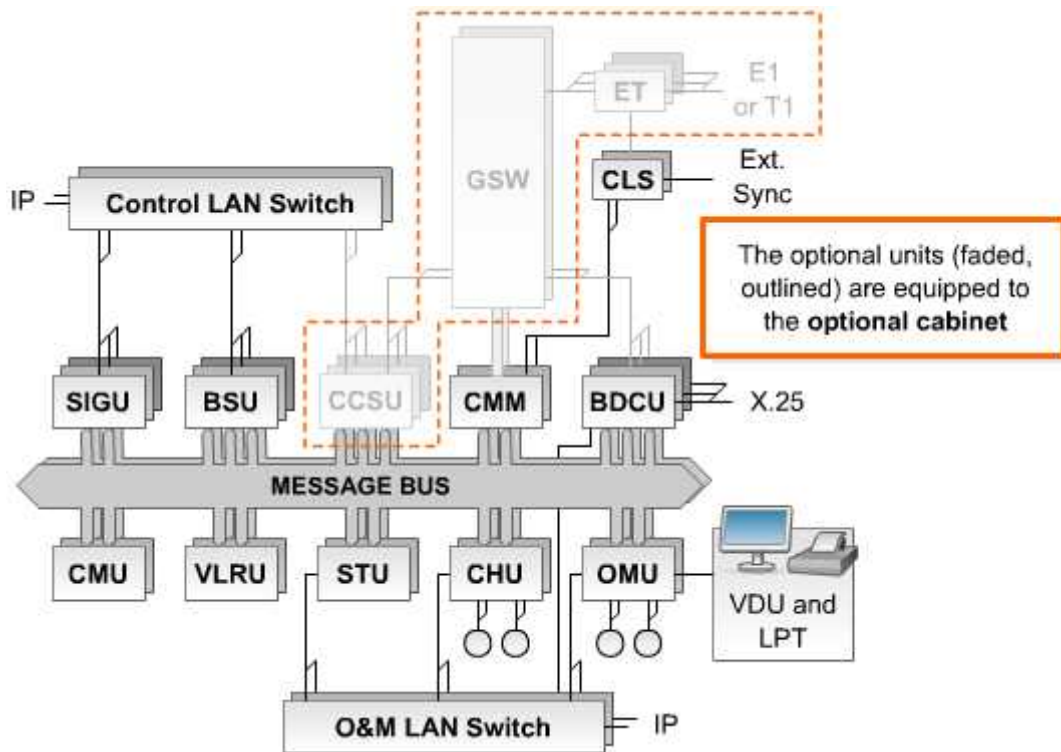 E1
or T1
ET
GSW
CLS
Ext.
Sync
IP
Control LAN Switch
The optional units (faded,
outlined) are equipped to
the optional cabinet
SIGU
BSU
CCSU
CMM
BDCU
X.25
MESSAGE BUS
CMU
VLRU
STU
CHU
OMU
VDU and
LPT
O&M LAN Switch
IP